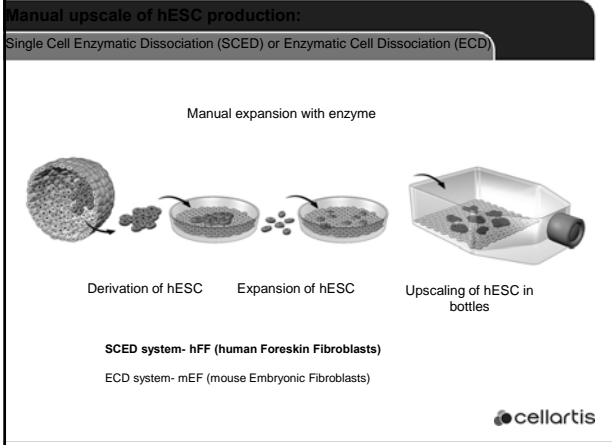 Manual upscale of hESC production:
Single Cell Enzymatic Dissociation (SCED) or Enzymatic Cell Dissociation (ECD)
Manual expansion with enzyme
Derivation of hESC
Expansion of hESC
Upscaling of hESC in
bottles
SCED system- hFF (human Foreskin Fibroblasts)
ECD system- mEF (mouse Embryonic Fibroblasts)
cellartis